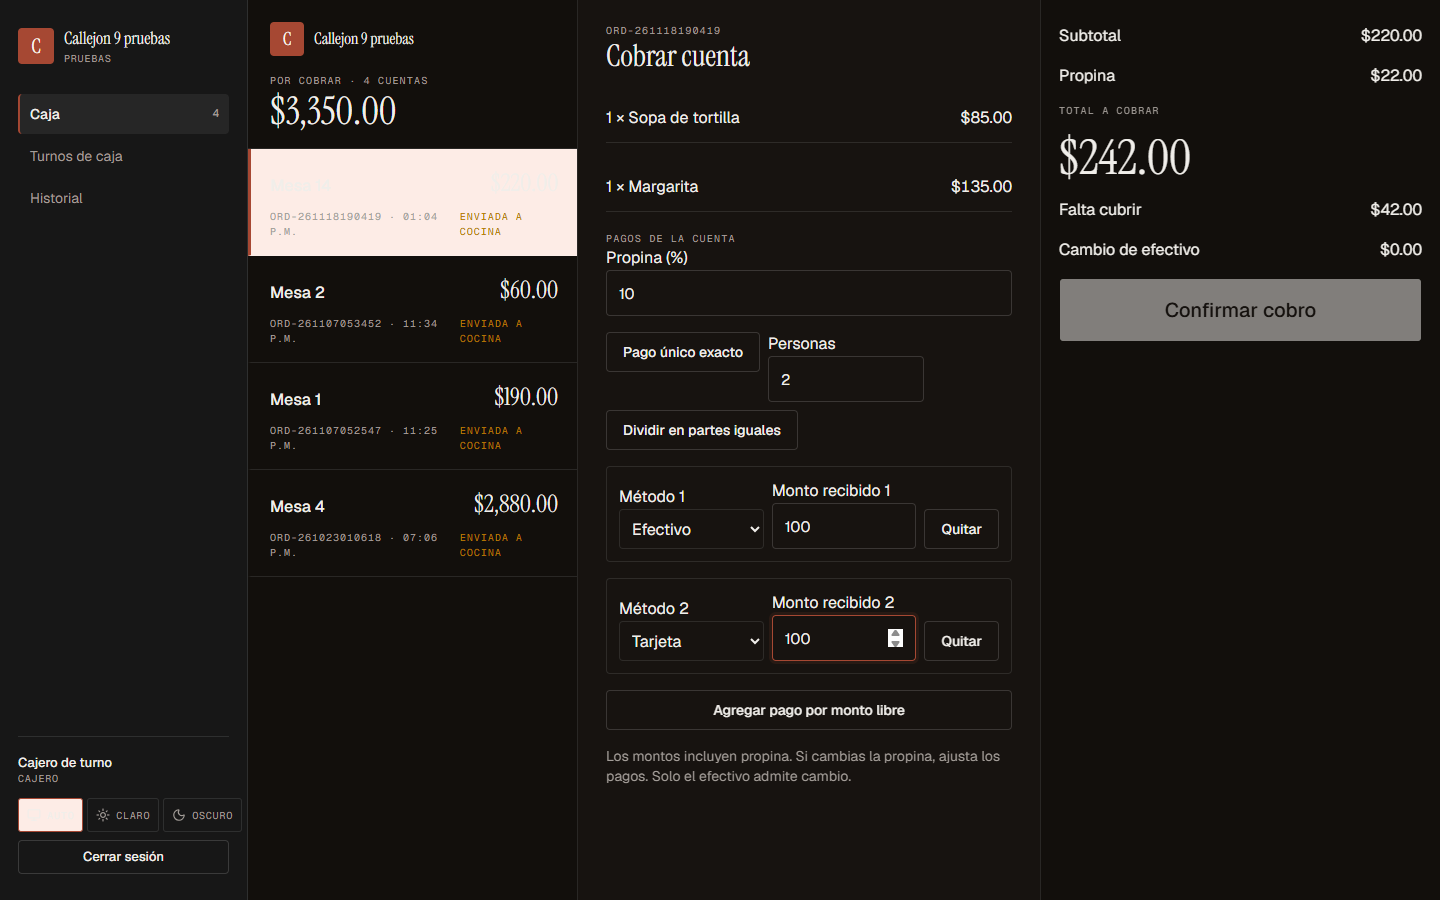 C
Callejon 9 pruebas
PRUEBAS
Caja
4
Turnos de caja
Historial
Cajero de turno
CAJERO
CLARO
OSCURO
Cerrar sesión
C
Callejon 9 pruebas
POR COBRAR · 4 CUENTAS
$3,350.00
ORD-261118190419 · 01:04 P.M.
ENVIADA A COCINA
Mesa 2
$60.00
ORD-261107053452 · 11:34 P.M.
ENVIADA A COCINA
Mesa 1
$190.00
ORD-261107052547 · 11:25 P.M.
ENVIADA A COCINA
Mesa 4
$2,880.00
ORD-261023010618 · 07:06 P.M.
ENVIADA A COCINA
ORD-261118190419
Cobrar cuenta
1 × Sopa de tortilla
$85.00
1 × Margarita
$135.00
PAGOS DE LA CUENTA
Propina (%)
10
Pago único exacto
Personas
2
Dividir en partes iguales
Método 1
Monto recibido 1
Efectivo
100
Quitar
Método 2
Monto recibido 2
Tarjeta
100
Quitar
Agregar pago por monto libre
Los montos incluyen propina. Si cambias la propina, ajusta los
pagos. Solo el efectivo admite cambio.
Subtotal
$220.00
Propina
$22.00
TOTAL A COBRAR
$242.00
Falta cubrir
$42.00
Cambio de efectivo
$0.00
Confirmar cobro